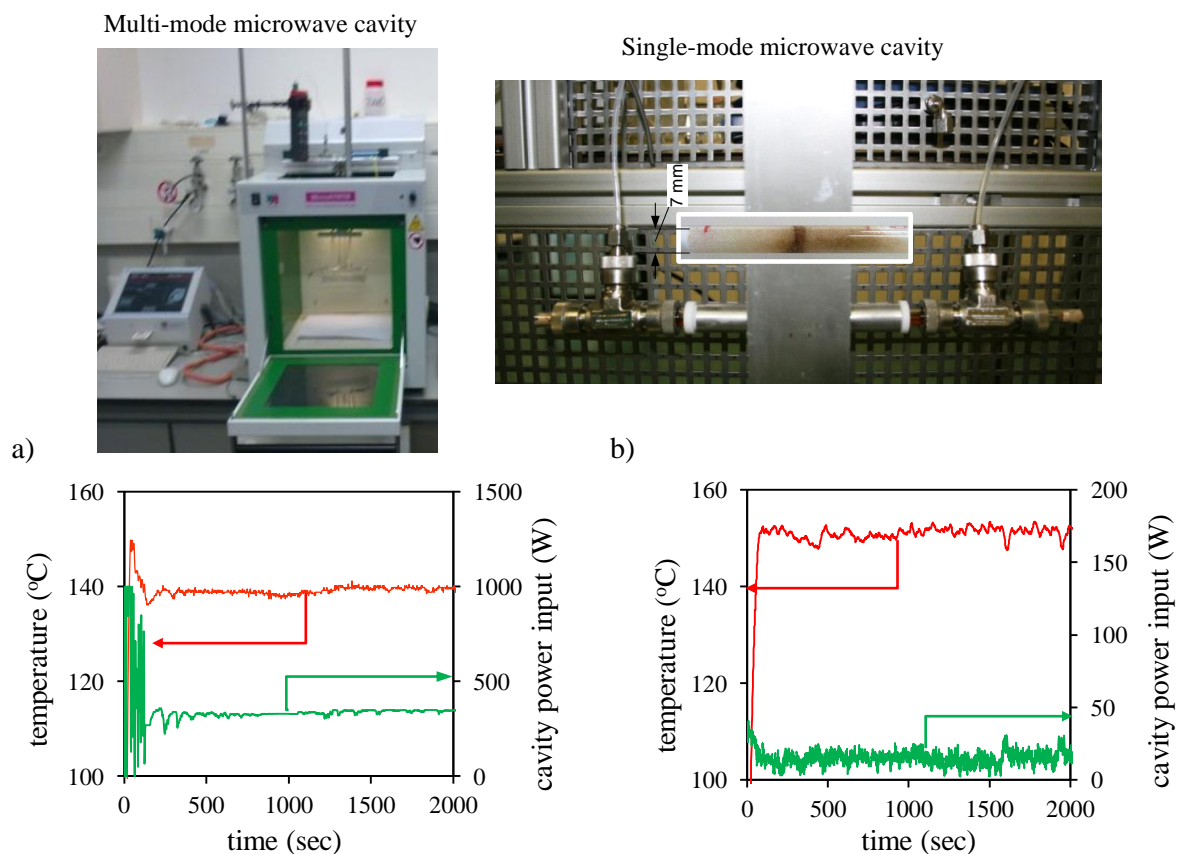 Multi-mode microwave cavity
Single-mode microwave cavity
7 mm
a)
b)
160
140
120
100
temperature (°C)
1500
1000
500
0
cavity power input (W)
0
500
1000
1500
2000
time (sec)
160
140
120
100
temperature (°C)
200
150
100
50
0
cavity power input (W)
0
500
1000
1500
2000
time (sec)